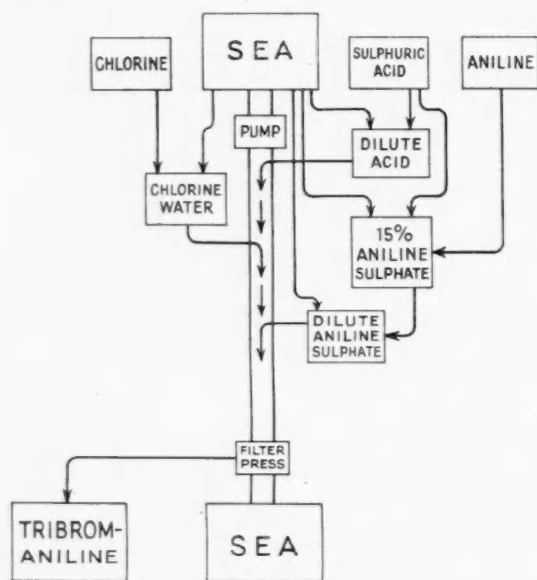 CHLORINE
SEA
SULPHURIC
ACID
ANILINE
PUMP
DILUTE
ACID
CHLORINE
WATER
15%
ANILINE
SULPHATE
DILUTE
ANILINE
SULPHATE
FILTER
PRESS
TRIBROM-
ANILINE
SEA